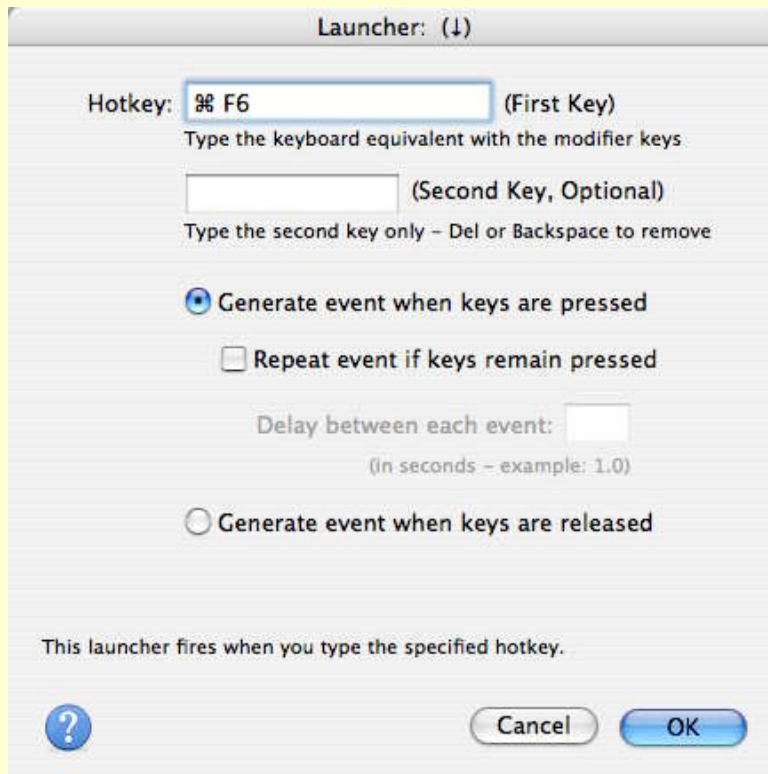 Launcher: (↓)
Hotkey: ⌘ F6 (First Key)
Type the keyboard equivalent with the modifier keys
(Second Key, Optional)
Type the second key only – Del or Backspace to remove
Generate event when keys are pressed
Repeat event if keys remain pressed
Delay between each event:
(in seconds – example: 1.0)
Generate event when keys are released
This launcher fires when you type the specified hotkey.
? Cancel OK